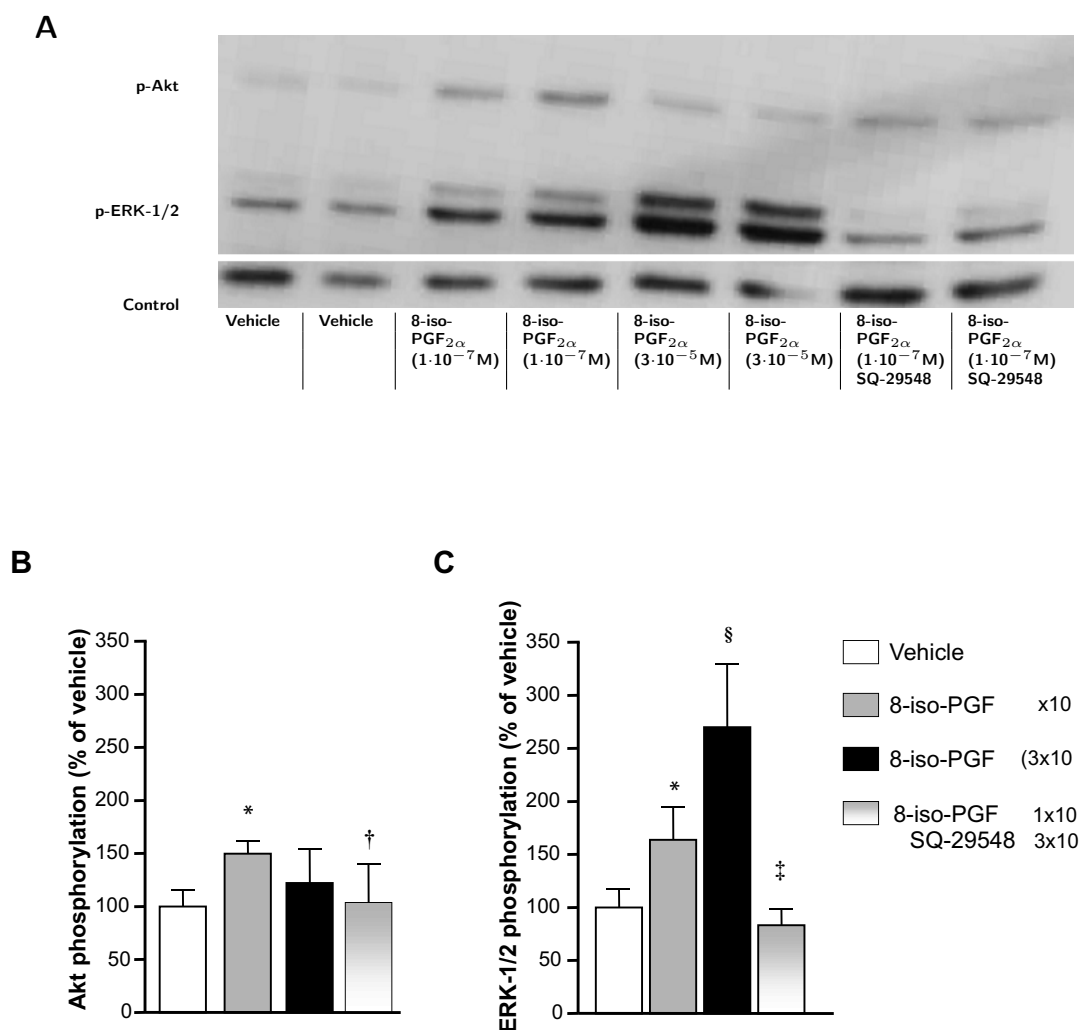 A
p-Akt
p-ERK-1/2
Control
Vehicle
Vehicle
8-iso-
PGF₂α
(1·10⁻⁷M)
8-iso-
PGF₂α
(1·10⁻⁷M)
8-iso-
PGF₂α
(3·10⁻⁵M)
8-iso-
PGF₂α
(3·10⁻⁵M)
8-iso-
PGF₂α
(1·10⁻⁷M)
SQ-29548
8-iso-
PGF₂α
(1·10⁻⁷M)
SQ-29548
B
Akt phosphorylation (% of vehicle)
350
300
250
200
150
100
50
0
*
†
C
ERK-1/2 phosphorylation (% of vehicle)
350
300
250
200
150
100
50
0
*
§
‡
Vehicle
8-iso-PGF x10
8-iso-PGF (3x10
8-iso-PGF 1x10
SQ-29548 3x10